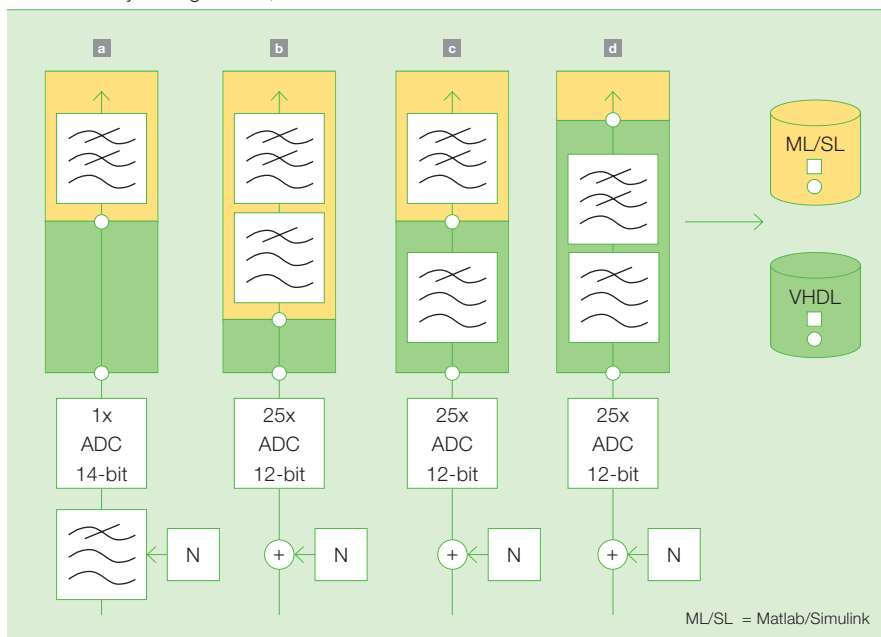 a
b
c
d
ML/SL
VHDL
1x
ADC
14-bit
25x
ADC
12-bit
25x
ADC
12-bit
25x
ADC
12-bit
N
+
N
+
N
+
N
ML/SL = Matlab/Simulink